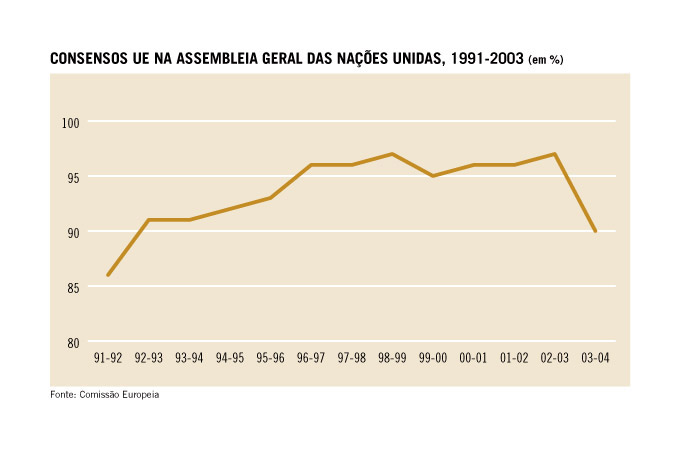 CONSENSOS UE NA ASSEMBLEIA GERAL DAS NAÇÕES UNIDAS, 1991-2003 (em %)
100
95
90
85
80
91-92 92-93 93-94 94-95 95-96 96-97 97-98 98-99 99-00 00-01 01-02 02-03 03-04
Fonte: Comissão Europeia